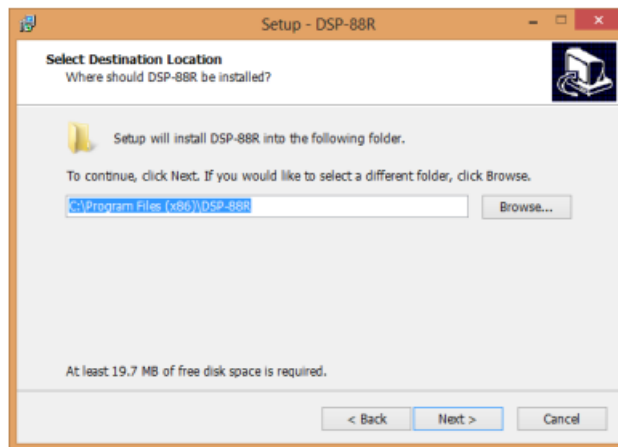 Setup - DSP-88R
Select Destination Location
Where should DSP-88R be installed?
Setup will install DSP-88R into the following folder.
To continue, click Next. If you would like to select a different folder, click Browse.
C:\Program Files (x86)\DSP-88R
Browse...
At least 19.7 MB of free disk space is required.
< Back
Next >
Cancel